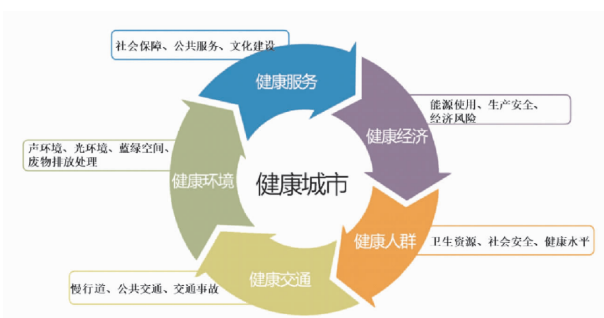 社会保障、公共服务、文化建设
健康服务
能源使用、生产安全、
经济风险
健康经济
声环境、光环境、蓝绿空间、
废物排放处理
健康环境
健康城市
健康人群
卫生资源、社会安全、健康水平
健康交通
慢行道、公共交通、交通事故